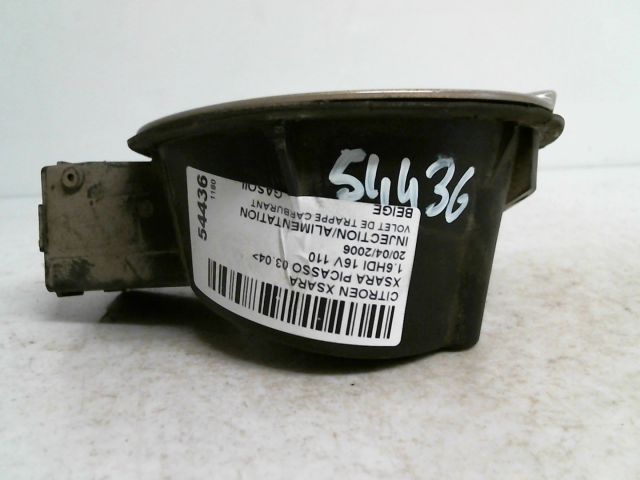 54436
CITROEN XSARA
XSARA PICASSO 03.04>
1.6HDI 16V 110
20/04/2006
INJECTION/ALIMENTATION
VOLET DE TRAPPE CARBURANT
BEIGE
GASOIL
54436
1180